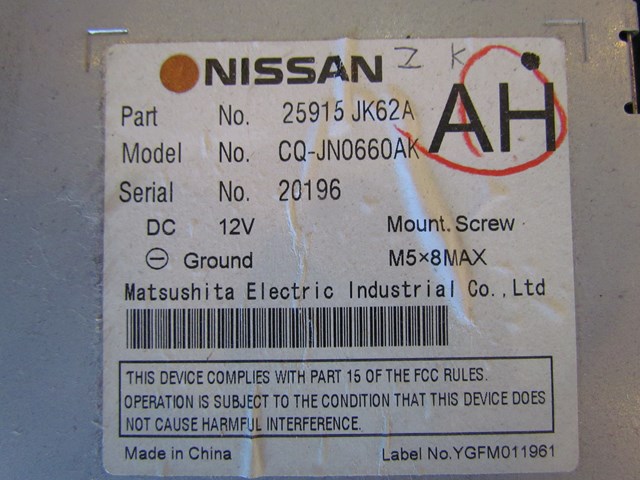 NISSAN Z K
Part No. 25915 JK62A
AH
Model No. CQ-JN0660AK
Serial No. 20196
DC 12V Mount. Screw
⊖ Ground M5×8MAX
Matsushita Electric Industrial Co., Ltd
THIS DEVICE COMPLIES WITH PART 15 OF THE FCC RULES.
OPERATION IS SUBJECT TO THE CONDITION THAT THIS DEVICE DOES
NOT CAUSE HARMFUL INTERFERENCE.
Made in China Label No.YGFM011961